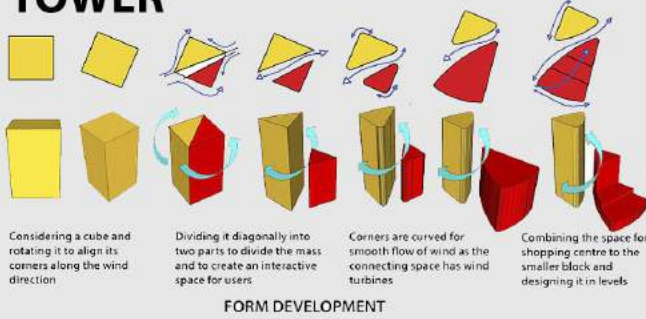 TOWER
Considering a cube and
rotating it to align its
corners along the wind
direction
Dividing it diagonally into
two parts to divide the mass
and to create an interactive
space for users
Corners are curved for
smooth flow of wind as the
connecting space has wind
turbines
Combining the space for
shopping centre to the
smaller block and
designing it in levels
FORM DEVELOPMENT